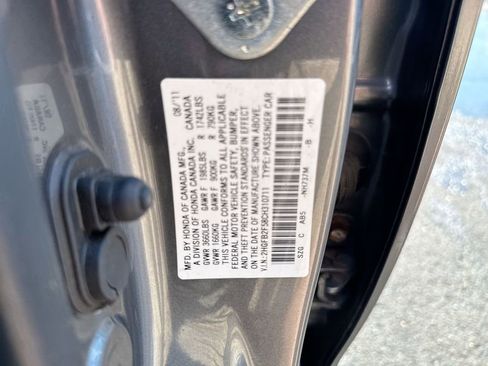 MFD. BY HONDA OF CANADA MFG., 08/11
A DIVISION OF HONDA CANADA INC. CANADA
GVWR 3660LBS GAWR F 1985LBS R 1742LBS
GVWR 1660KG GAWR F 900KG R 790KG
THIS VEHICLE CONFORMS TO ALL APPLICABLE
FEDERAL MOTOR VEHICLE SAFETY, BUMPER,
AND THEFT PREVENTION STANDARDS IN EFFECT ON
THE DATE OF MANUFACTURE SHOWN ABOVE.
V.I.N.:2HGFB2F58CH110711 TYPE:PASSENGER CAR
SZG C AB5 -NH737M -B -H